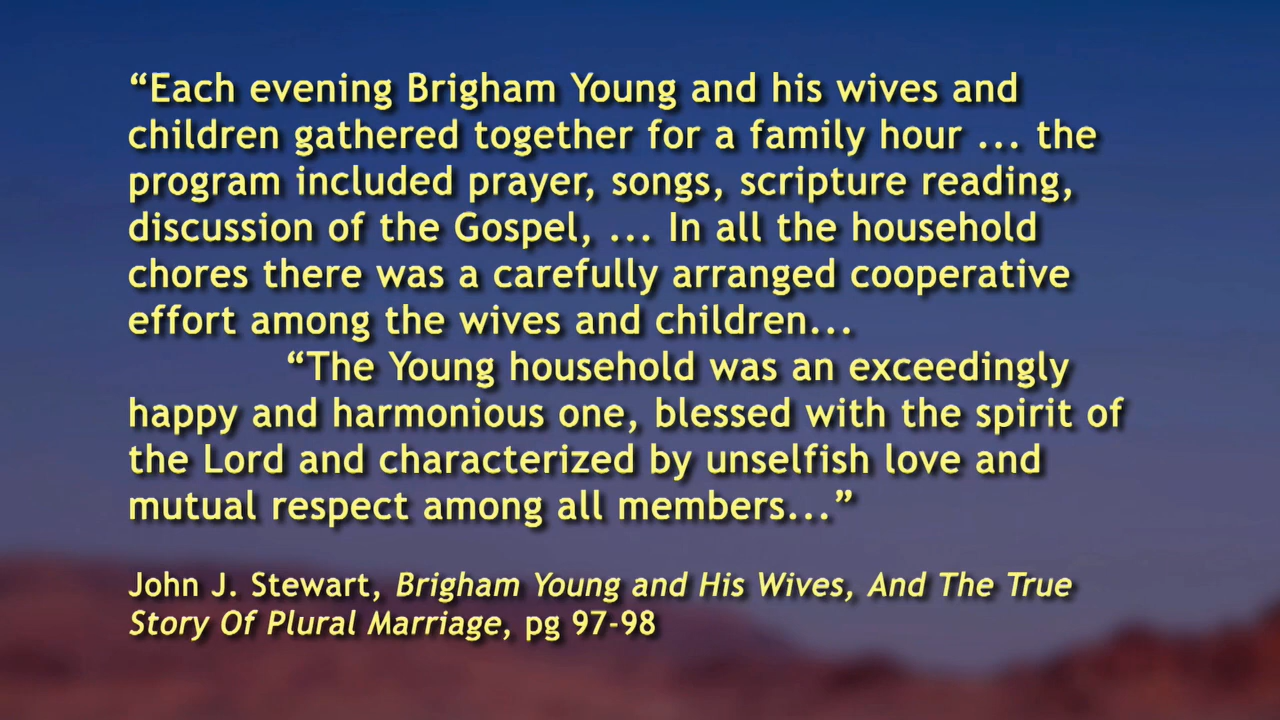 “Each evening Brigham Young and his wives and
children gathered together for a family hour ... the
program included prayer, songs, scripture reading,
discussion of the Gospel, ... In all the household
chores there was a carefully arranged cooperative
effort among the wives and children...
“The Young household was an exceedingly
happy and harmonious one, blessed with the spirit of
the Lord and characterized by unselfish love and
mutual respect among all members...”
John J. Stewart, Brigham Young and His Wives, And The True
Story Of Plural Marriage, pg 97-98